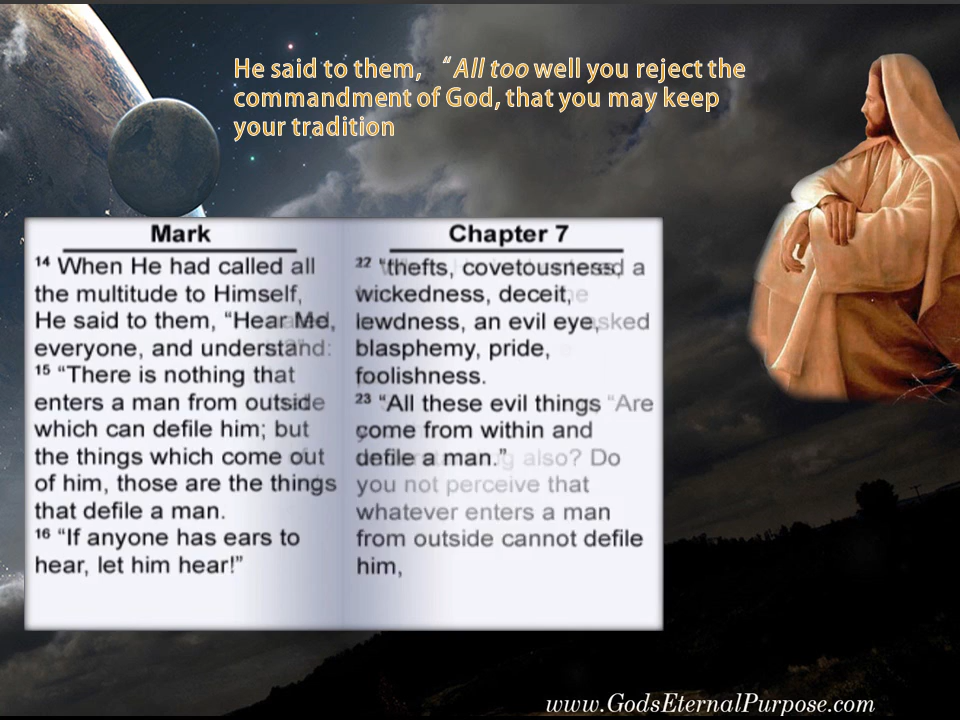 He said to them, “All too well you reject the
commandment of God, that you may keep
your tradition
Mark
14 When He had called all
the multitude to Himself,
He said to them, “Hear Me,
everyone, and understand:
15 “There is nothing that
enters a man from outside
which can defile him; but
the things which come out
of him, those are the things
that defile a man.
16 “If anyone has ears to
hear, let him hear!”
Chapter 7
22 “thefts, covetousness, a
wickedness, deceit,
lewdness, an evil eye, asked
blasphemy, pride,
foolishness.
23 “All these evil things “Are
come from within and
defile a man.” also? Do
you not perceive that
whatever enters a man
from outside cannot defile
him,
www.GodsEternalPurpose.com